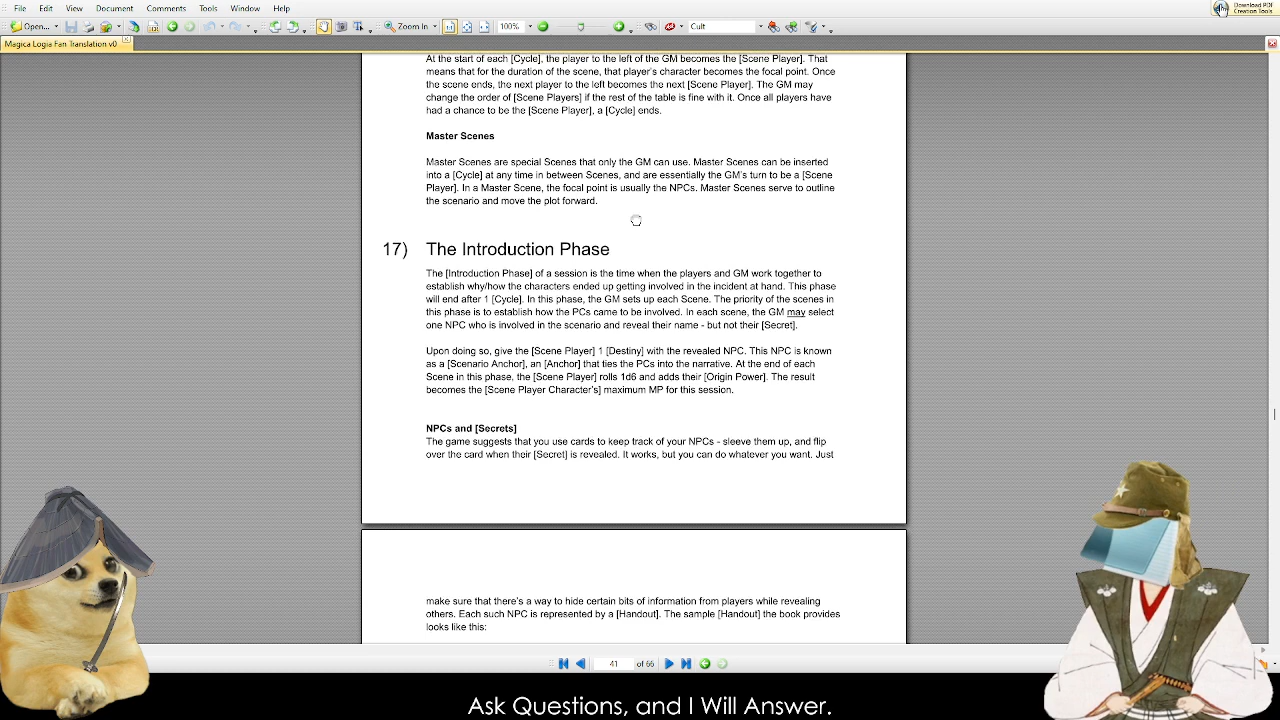 File Edit View Document Comments Tools Window Help
Download PDF
Creation Tools
Open... Zoom In 100% Cult
Magica Logia Fan Translation v0
At the start of each [Cycle], the player to the left of the GM becomes the [Scene Player]. That
means that for the duration of the scene, that player's character becomes the focal point. Once
the scene ends, the next player to the left becomes the next [Scene Player]. The GM may
change the order of [Scene Players] if the rest of the table is fine with it. Once all players have
had a chance to be the [Scene Player], a [Cycle] ends.
Master Scenes
Master Scenes are special Scenes that only the GM can use. Master Scenes can be inserted
into a [Cycle] at any time in between Scenes, and are essentially the GM's turn to be a [Scene
Player]. In a Master Scene, the focal point is usually the NPCs. Master Scenes serve to outline
the scenario and move the plot forward.
17) The Introduction Phase
The [Introduction Phase] of a session is the time when the players and GM work together to
establish why/how the characters ended up getting involved in the incident at hand. This phase
will end after 1 [Cycle]. In this phase, the GM sets up each Scene. The priority of the scenes in
this phase is to establish how the PCs came to be involved. In each scene, the GM may select
one NPC who is involved in the scenario and reveal their name - but not their [Secret].
Upon doing so, give the [Scene Player] 1 [Destiny] with the revealed NPC. This NPC is known
as a [Scenario Anchor], an [Anchor] that ties the PCs into the narrative. At the end of each
Scene in this phase, the [Scene Player] rolls 1d6 and adds their [Origin Power]. The result
becomes the [Scene Player Character's] maximum MP for this session.
NPCs and [Secrets]
The game suggests that you use cards to keep track of your NPCs - sleeve them up, and flip
over the card when their [Secret] is revealed. It works, but you can do whatever you want. Just
make sure that there's a way to hide certain bits of information from players while revealing
others. Each such NPC is represented by a [Handout]. The sample [Handout] the book provides
looks like this:
41 of 66
Ask Questions, and I Will Answer.